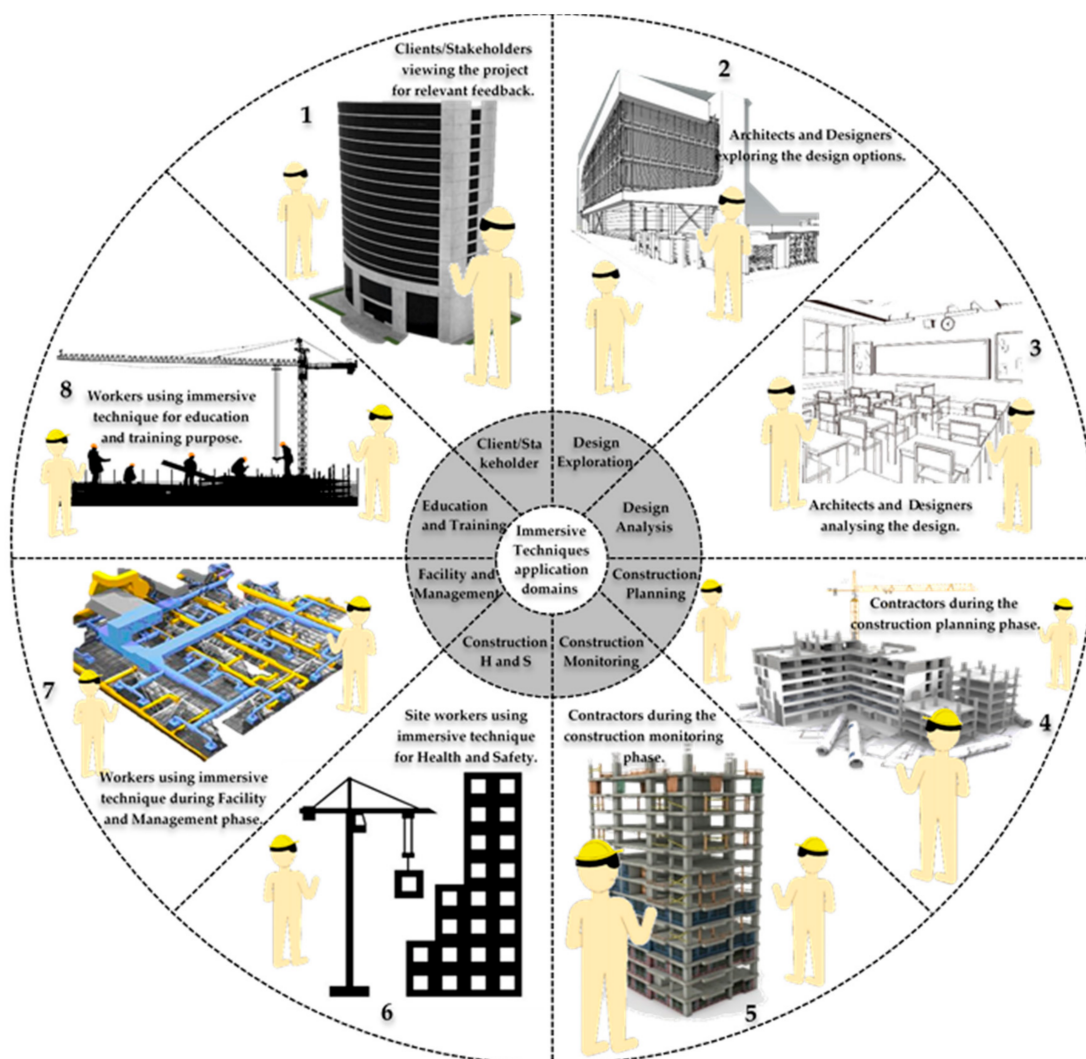 1
Clients/Stakeholders
viewing the project
for relevant feedback.
2
Architects and Designers
exploring the design options.
3
Architects and Designers
analysing the design.
4
Contractors during the
construction planning phase.
5
Contractors during the
construction monitoring
phase.
6
Site workers using
immersive technique
for Health and Safety.
7
Workers using immersive
technique during Facility
and Management phase.
8
Workers using immersive
technique for education
and training purpose.
Client/Sta
keholder
Design
Exploration
Design
Analysis
Construction
Planning
Construction
Monitoring
Construction
H and S
Facility and
Management
Education
and Training
Immersive
Techniques
application
domains